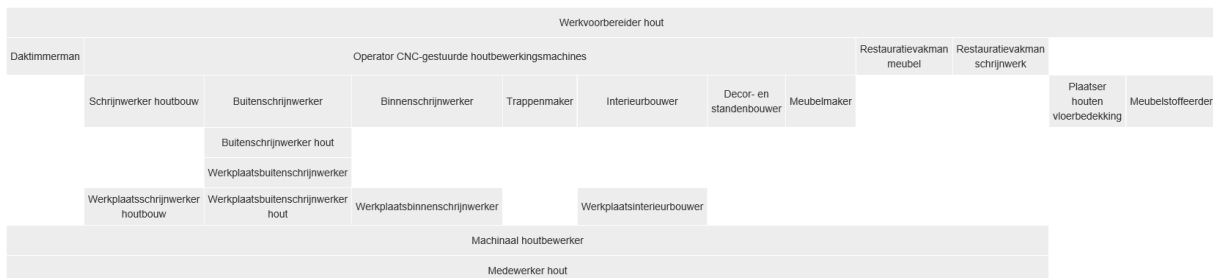 Werkvoorbereider hout
Daktimmerman
Operator CNC-gestuurde houtbewerkingsmachines
Restauratievakman
meubel
Restauratievakman
schrijnwerk
Schrijnwerker houtbouw
Buitenschrijnwerker
Binnenschrijnwerker
Trappenmaker
Interieurbouwer
Decor- en
standenbouwer
Meubelmaker
Plaatser
houten
vloerbedekking
Meubelstoffeerder
Buitenschrijnwerker hout
Werkplaatsbuitenschrijnwerker
Werkplaatsschrijnwerker
houtbouw
Werkplaatsbuitenschrijnwerker
hout
Werkplaatsbinnenschrijnwerker
Werkplaatsinterieurbouwer
Machinaal houtbewerker
Medewerker hout